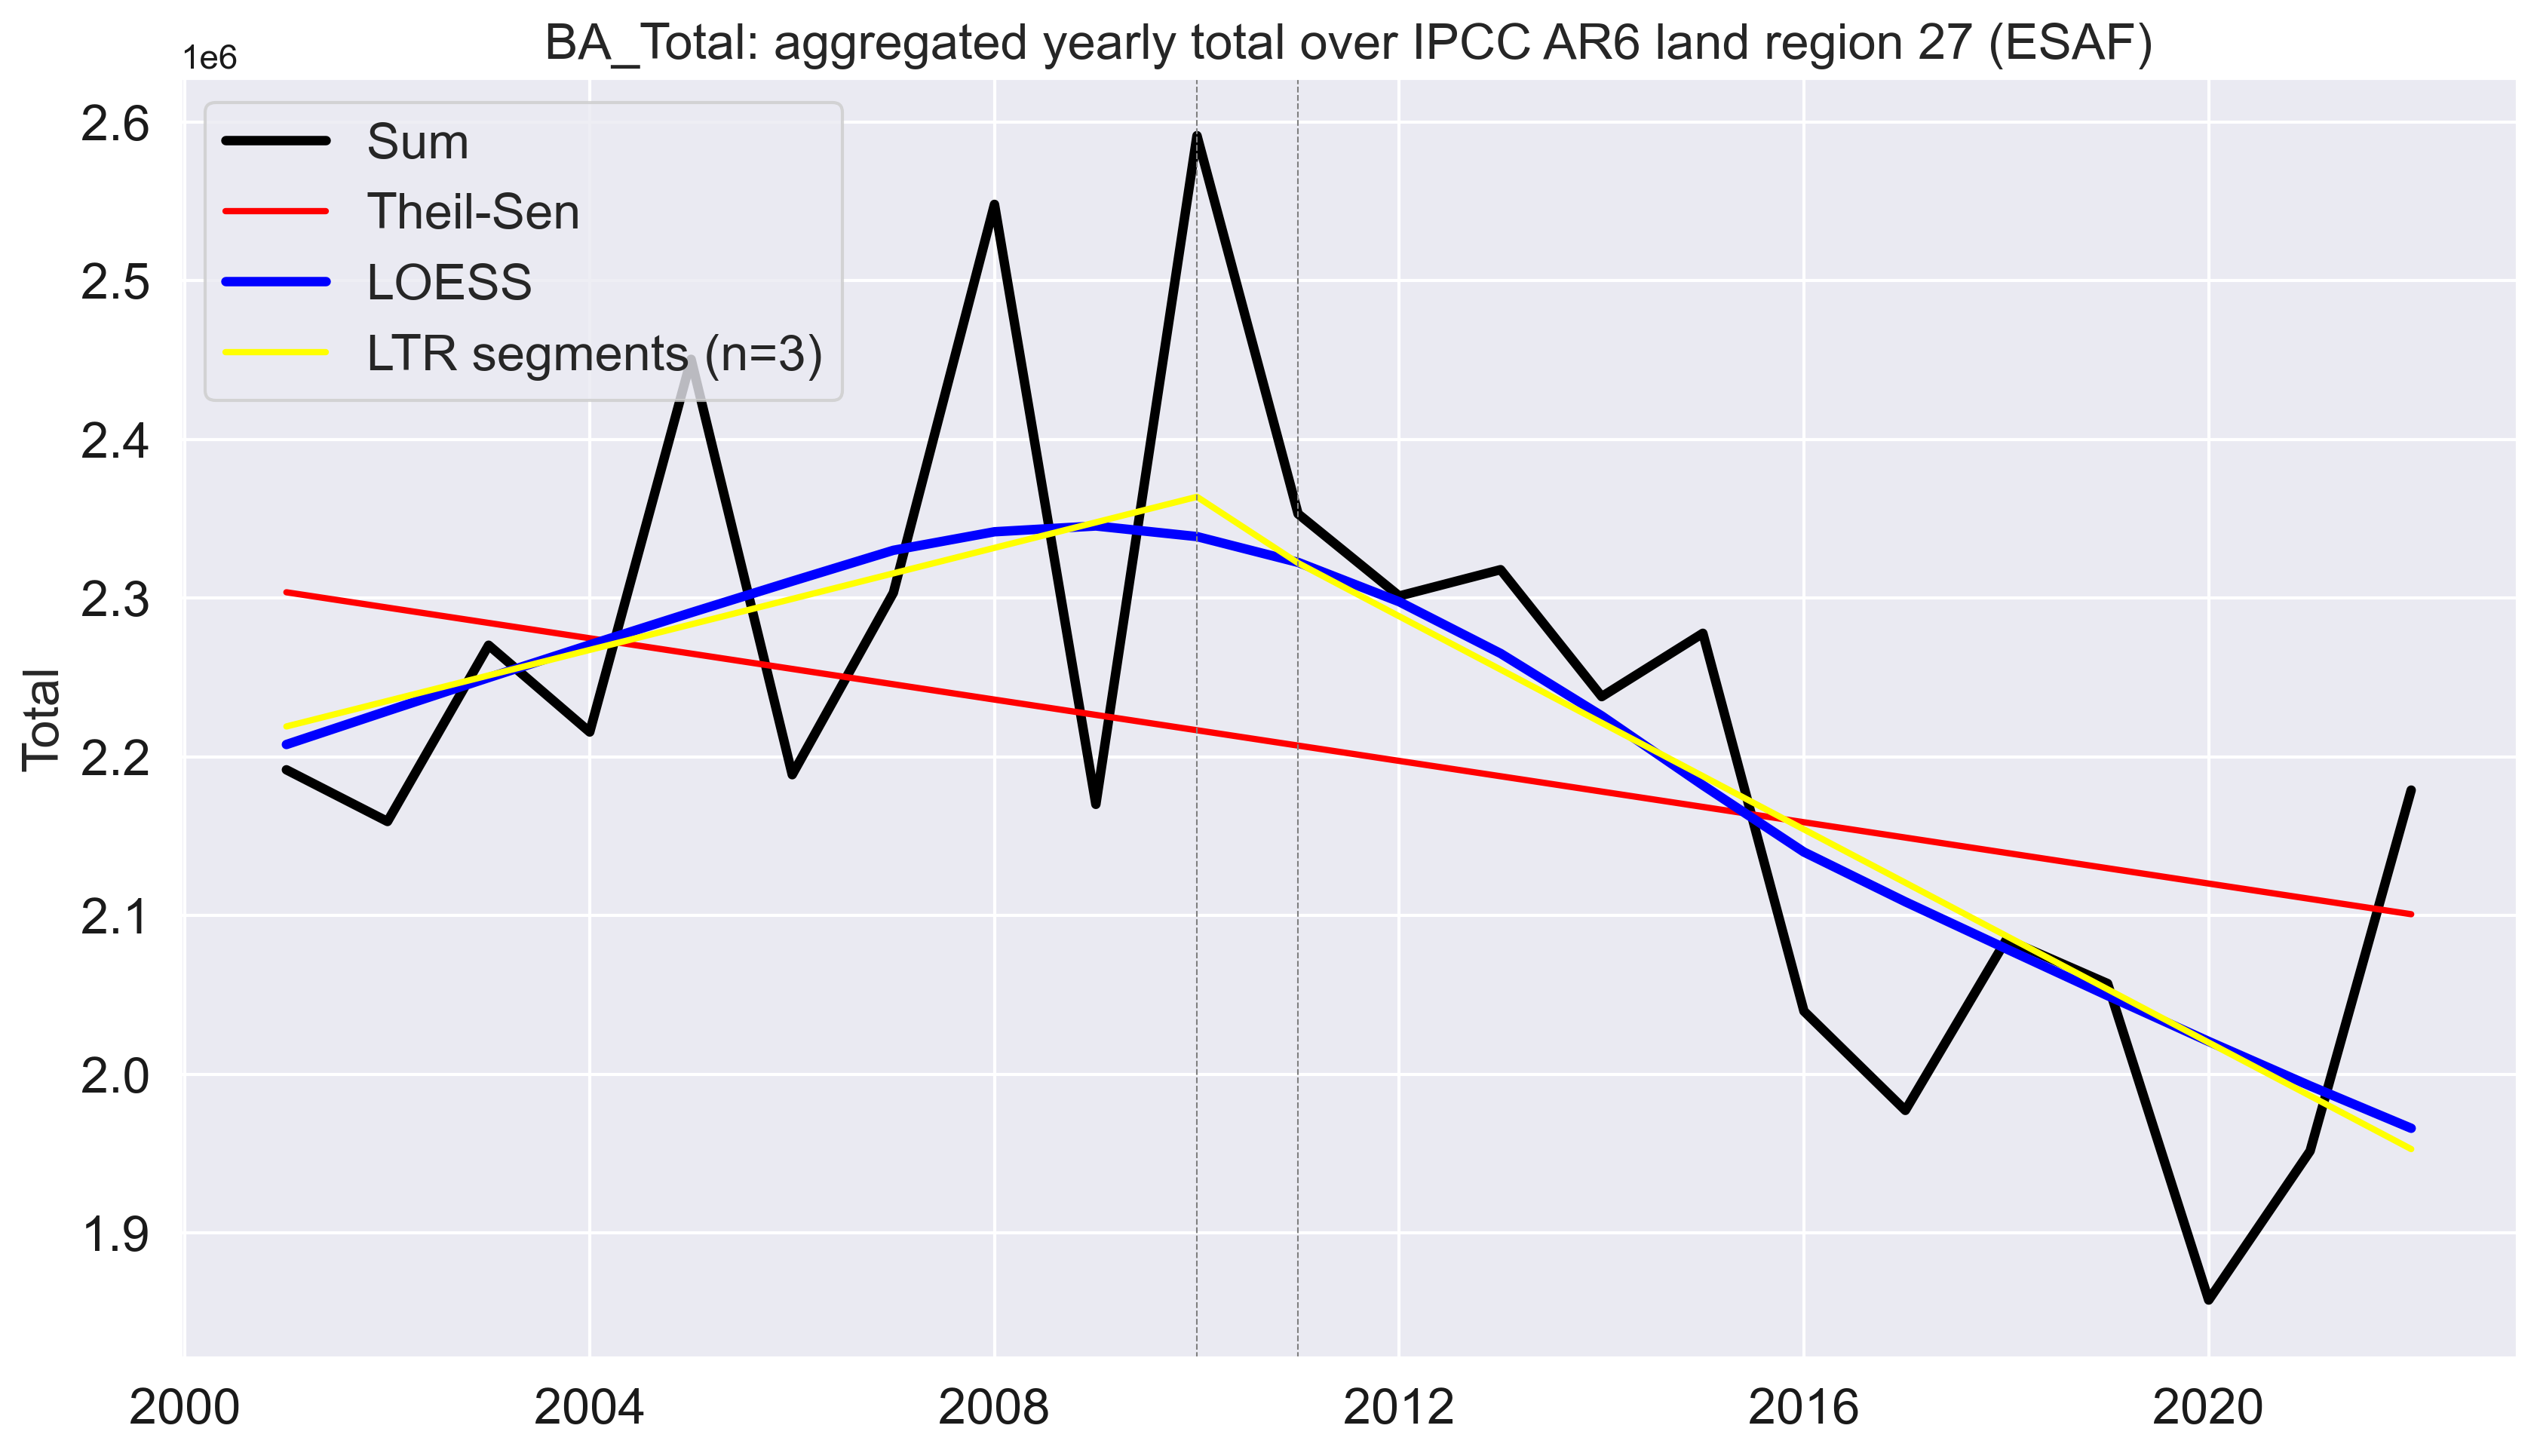 BA_Total: aggregated yearly total over IPCC AR6 land region 27 (ESAF)
1e6
2.6
2.5
2.4
2.3
2.2
2.1
2.0
1.9
Total
Sum
Theil-Sen
LOESS
LTR segments (n=3)
2000 2004 2008 2012 2016 2020